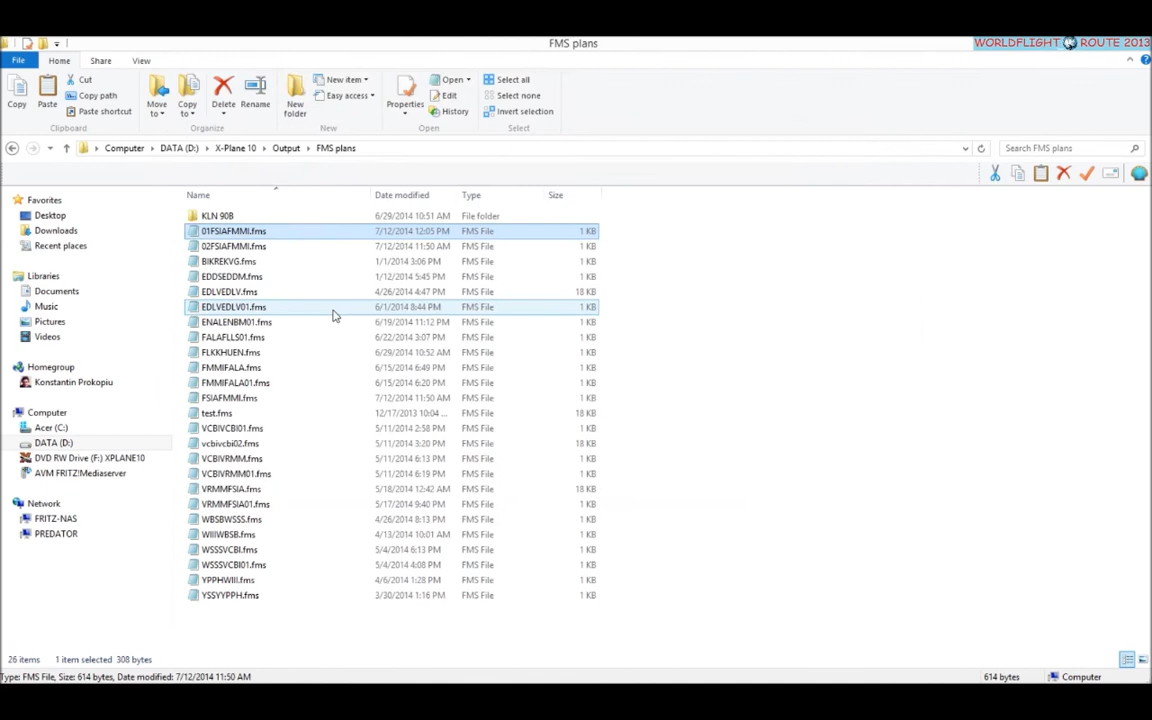 FMS plans
WORLDFLIGHT ROUTE 2013
File Home Share View
Copy
Paste
Cut
Copy path
Paste shortcut
Move to
Copy to
Delete
Rename
New folder
New item
Easy access
Properties
Open
Edit
History
Select all
Select none
Invert selection
Clipboard Organize New Open Select
Computer DATA (D:) X-Plane 10 Output FMS plans
Search FMS plans
Name Date modified Type Size
Favorites
Desktop
Downloads
Recent places
Libraries
Documents
Music
Pictures
Videos
Homegroup
Konstantin Prokopiu
Computer
Acer (C:)
DATA (D:)
DVD RW Drive (F:) XPLANE10
AVM FRITZ!Mediaserver
Network
FRITZ-NAS
PREDATOR
KLN 90B 6/29/2014 10:51 AM File folder
01FSIAFMMI.fms 7/12/2014 12:05 PM FMS File 1 KB
02FSIAFMMI.fms 7/12/2014 11:50 AM FMS File 1 KB
BIKREKVG.fms 1/1/2014 3:06 PM FMS File 1 KB
EDDSEDDM.fms 1/12/2014 5:45 PM FMS File 1 KB
EDLVEDLV.fms 4/26/2014 4:47 PM FMS File 18 KB
EDLVEDLV01.fms 6/1/2014 8:44 PM FMS File 1 KB
ENALENBM01.fms 6/19/2014 11:12 PM FMS File 1 KB
FALAFLLS01.fms 6/22/2014 3:07 PM FMS File 1 KB
FLKKHUEN.fms 6/29/2014 10:52 AM FMS File 1 KB
FMMIFALA.fms 6/15/2014 6:49 PM FMS File 1 KB
FMMIFALA01.fms 6/15/2014 6:20 PM FMS File 1 KB
FSIAFMMI.fms 7/12/2014 11:50 AM FMS File 1 KB
test.fms 12/17/2013 10:04 ... FMS File 18 KB
VCBIVCBI01.fms 5/11/2014 2:58 PM FMS File 1 KB
vcbivcbi02.fms 5/11/2014 3:20 PM FMS File 18 KB
VCBIVRMM.fms 5/11/2014 6:13 PM FMS File 1 KB
VCBIVRMM01.fms 5/11/2014 6:19 PM FMS File 1 KB
VRMMFSIA.fms 5/18/2014 12:42 AM FMS File 18 KB
VRMMFSIA01.fms 5/17/2014 9:40 PM FMS File 1 KB
WBSBWSSS.fms 4/26/2014 8:13 PM FMS File 1 KB
WIIIWBSB.fms 4/13/2014 10:01 AM FMS File 1 KB
WSSSVCBI.fms 5/4/2014 6:13 PM FMS File 1 KB
WSSSVCBI01.fms 5/4/2014 4:08 PM FMS File 1 KB
YPPHWIII.fms 4/6/2014 1:28 PM FMS File 1 KB
YSSYYPPH.fms 3/30/2014 1:16 PM FMS File 1 KB
26 items 1 item selected 308 bytes
Type: FMS File, Size: 614 bytes, Date modified: 7/12/2014 11:50 AM 614 bytes Computer